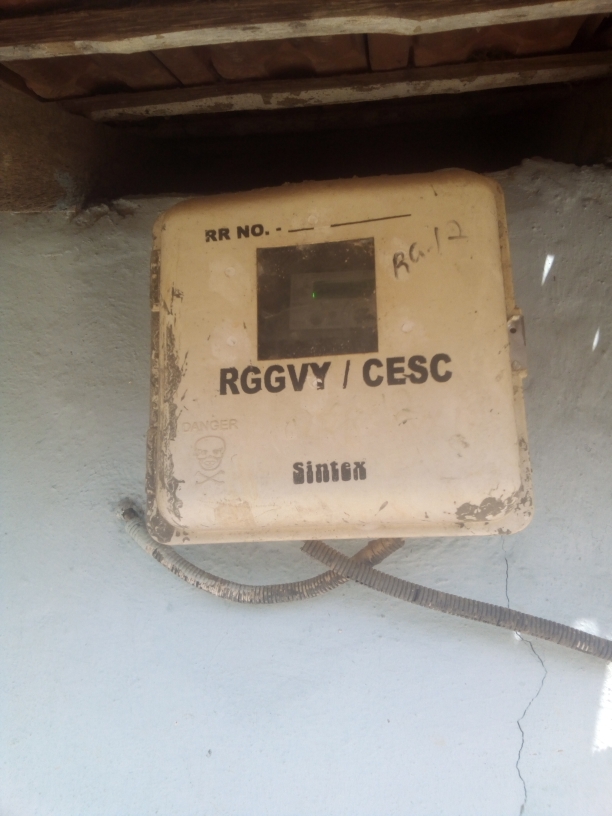 RR NO. -
RG-12
RGGVY / CESC
DANGER
Sintex